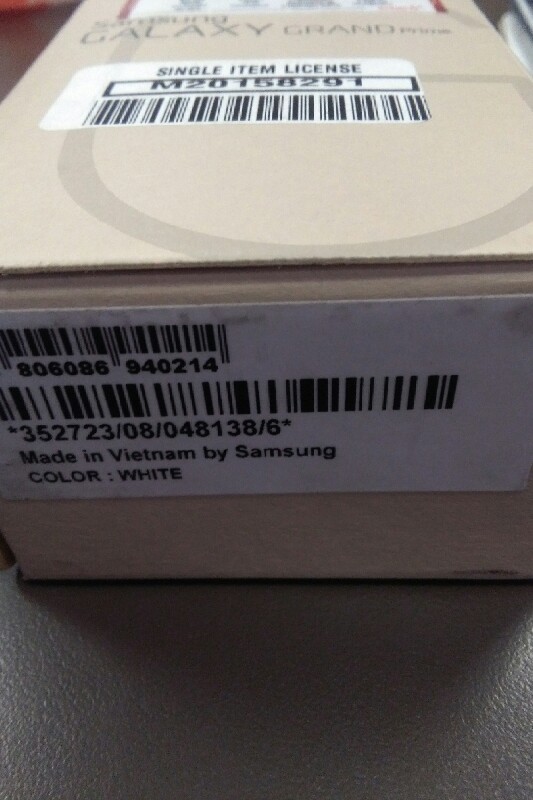 SAMSUNG
GALAXY GRAND Prime
SINGLE ITEM LICENSE
M20158291
806086 940214
*352723/08/048138/6*
Made in Vietnam by Samsung
COLOR : WHITE